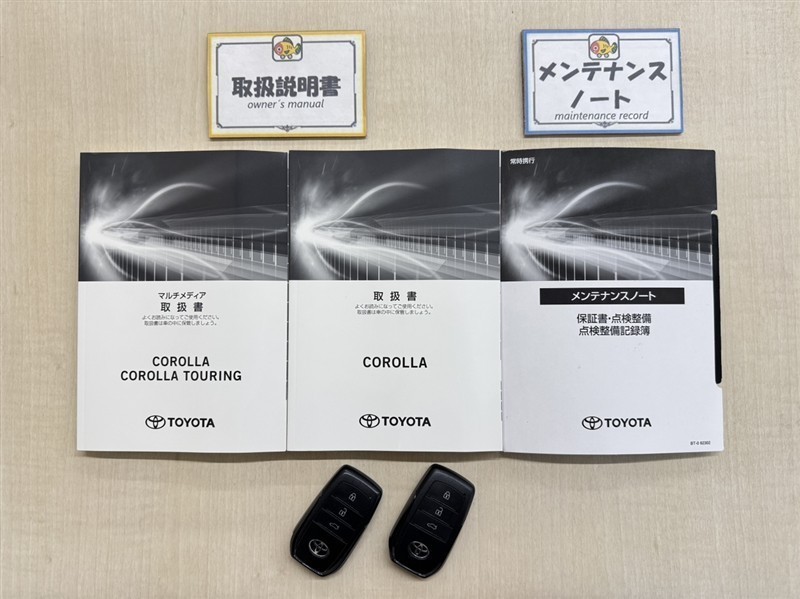 取扱説明書
owner's manual
メンテナンス
ノート
maintenance record
マルチメディア
取扱書
よくお読みになってご使用ください。
取扱書は車の中に保管しましょう。
COROLLA
COROLLA TOURING
TOYOTA
取扱書
よくお読みになってご使用ください。
取扱書は車の中に保管しましょう。
COROLLA
TOYOTA
常時携行
メンテナンスノート
保証書・点検整備
点検整備記録簿
TOYOTA